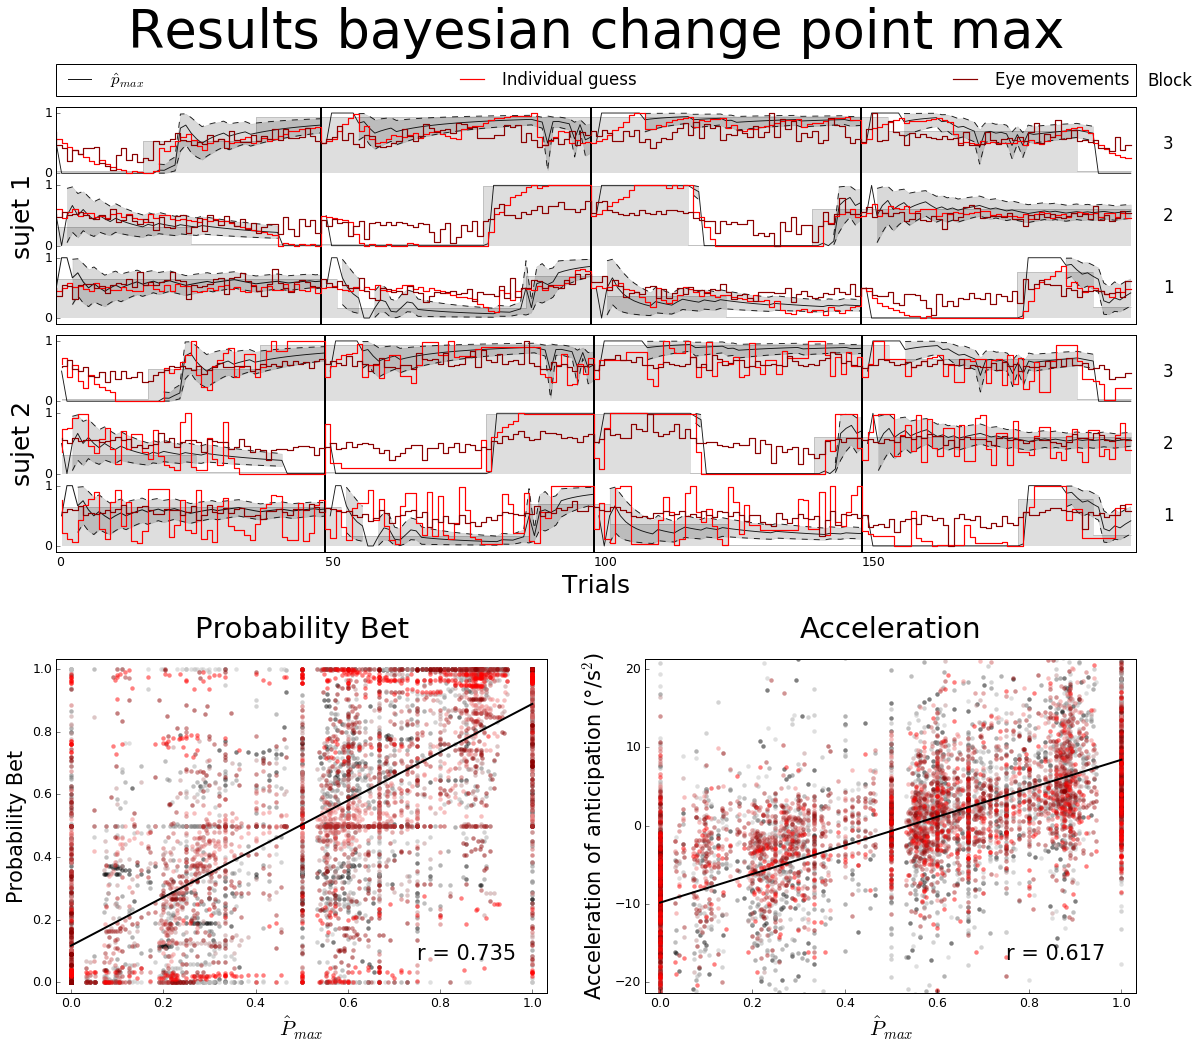 Results bayesian change point max
p̂max Individual guess Eye movements Block
sujet 1
1
0
3
1
0
2
1
0
1
sujet 2
1
0
3
1
0
2
1
0
1
0 50 100 150
Trials
Probability Bet
Probability Bet
1.0
0.8
0.6
0.4
0.2
0.0
r = 0.735
0.0 0.2 0.4 0.6 0.8 1.0
P̂max
Acceleration
Acceleration of anticipation (°/s²)
20
10
0
−10
−20
r = 0.617
0.0 0.2 0.4 0.6 0.8 1.0
P̂max